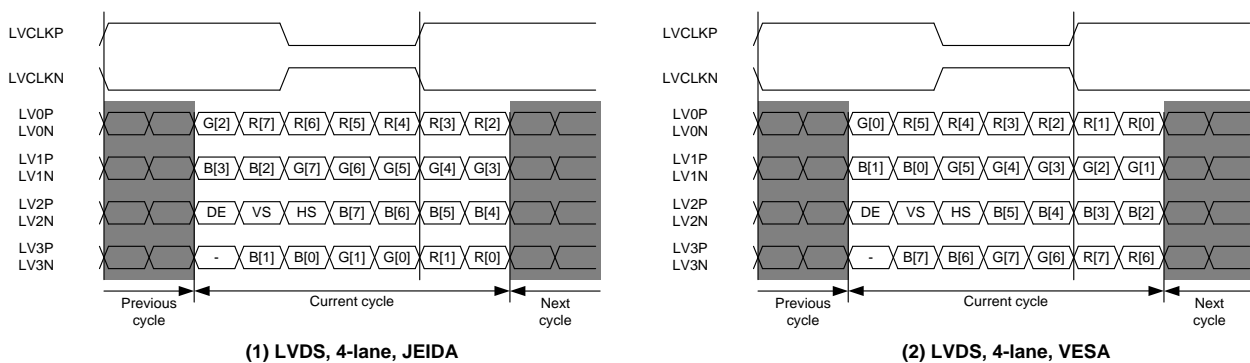 LVCLKP
LVCLKN
LV0P
LV0N
G[2] R[7] R[6] R[5] R[4] R[3] R[2]
LV1P
LV1N
B[3] B[2] G[7] G[6] G[5] G[4] G[3]
LV2P
LV2N
DE VS HS B[7] B[6] B[5] B[4]
LV3P
LV3N
- B[1] B[0] G[1] G[0] R[1] R[0]
Previous
cycle
Current cycle
Next
cycle
(1) LVDS, 4-lane, JEIDA
LVCLKP
LVCLKN
LV0P
LV0N
G[0] R[5] R[4] R[3] R[2] R[1] R[0]
LV1P
LV1N
B[1] B[0] G[5] G[4] G[3] G[2] G[1]
LV2P
LV2N
DE VS HS B[5] B[4] B[3] B[2]
LV3P
LV3N
- B[7] B[6] G[7] G[6] R[7] R[6]
Previous
cycle
Current cycle
Next
cycle
(2) LVDS, 4-lane, VESA